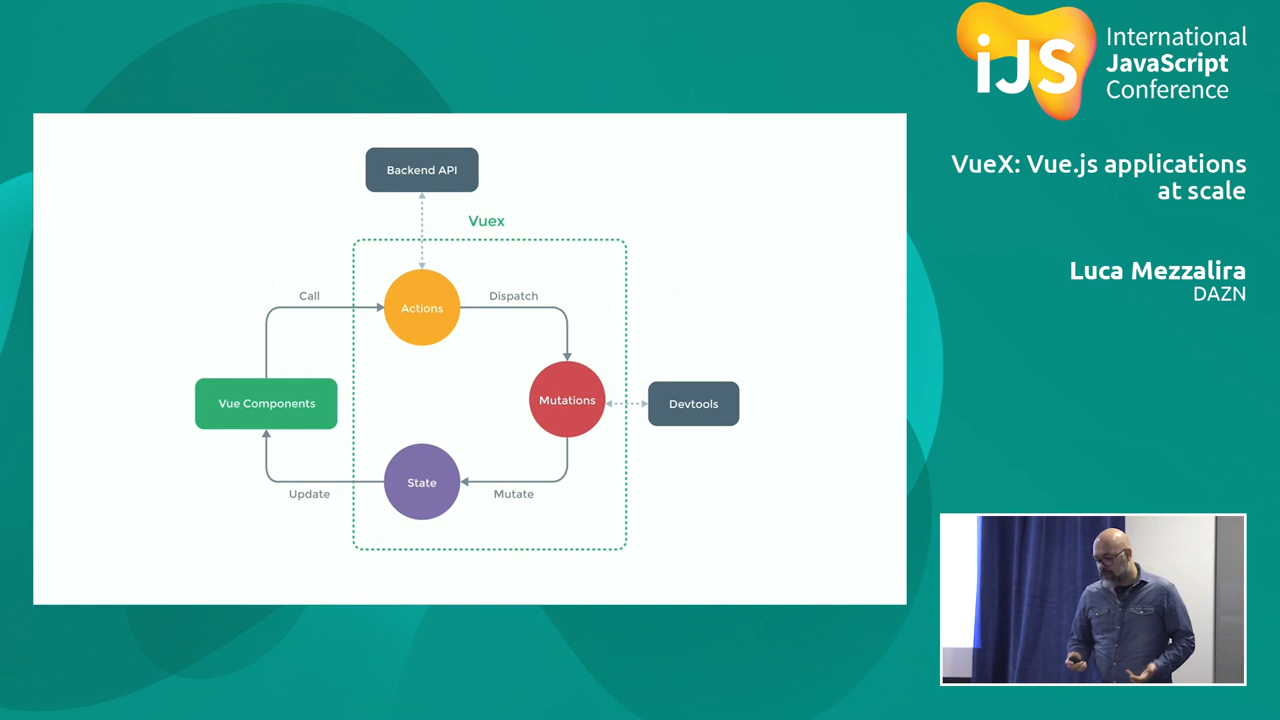 iJS
International
JavaScript
Conference
VueX: Vue.js applications
at scale
Luca Mezzalira
DAZN
Backend API
Vuex
Call
Actions
Dispatch
Vue Components
Mutations
Devtools
State
Update
Mutate